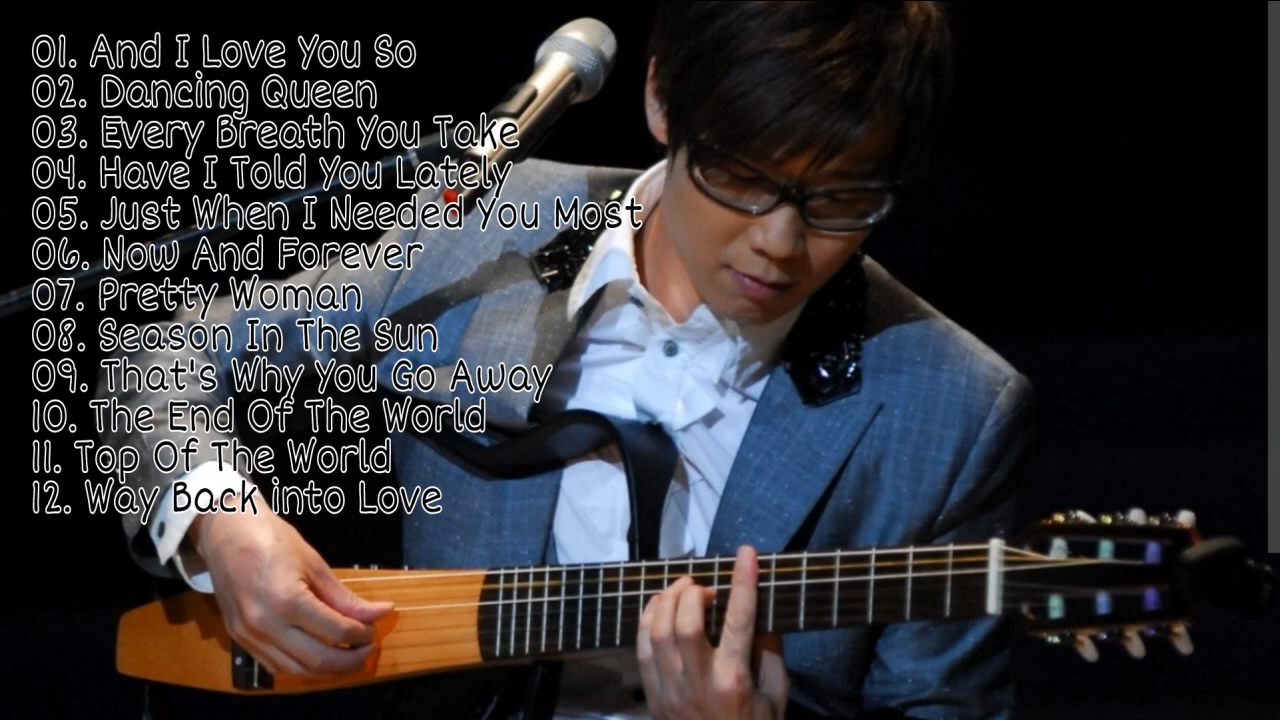 01. And I Love You So
02. Dancing Queen
03. Every Breath You Take
04. Have I Told You Lately
05. Just When I Needed You Most
06. Now And Forever
07. Pretty Woman
08. Season In The Sun
09. That's Why You Go Away
10. The End Of The World
11. Top Of The World
12. Way Back into Love